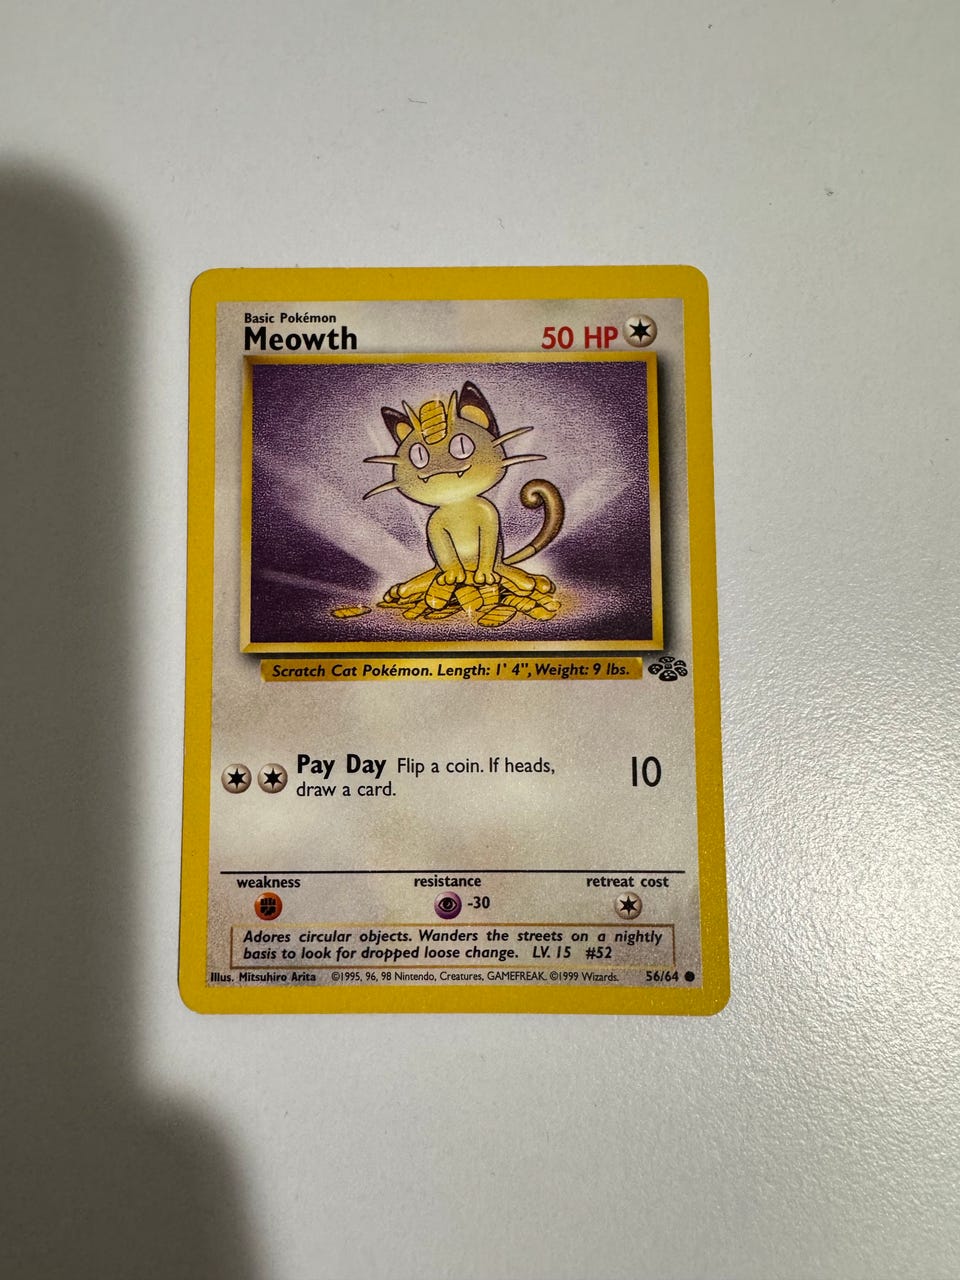 Basic Pokémon
Meowth 50 HP
Scratch Cat Pokémon. Length: 1' 4", Weight: 9 lbs.
Pay Day Flip a coin. If heads, 10
draw a card.
weakness resistance retreat cost
-30
Adores circular objects. Wanders the streets on a nightly
basis to look for dropped loose change. LV. 15 #52
Illus. Mitsuhiro Arita ©1995, 96, 98 Nintendo, Creatures, GAMEFREAK. ©1999 Wizards. 56/64